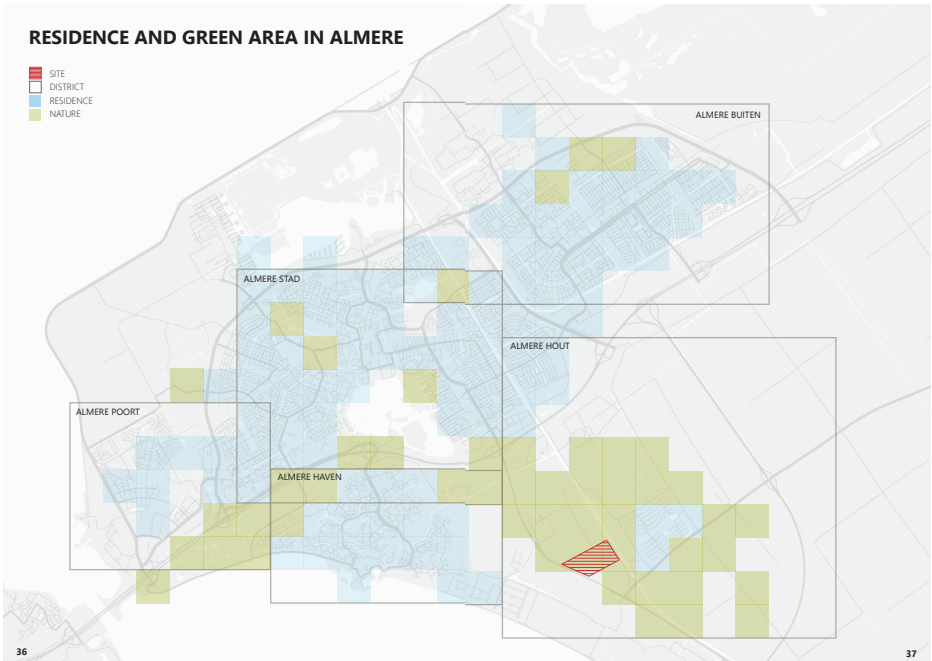 RESIDENCE AND GREEN AREA IN ALMERE
SITE
DISTRICT
RESIDENCE
NATURE
ALMERE BUITEN
ALMERE STAD
ALMERE HOUT
ALMERE POORT
ALMERE HAVEN
36
37